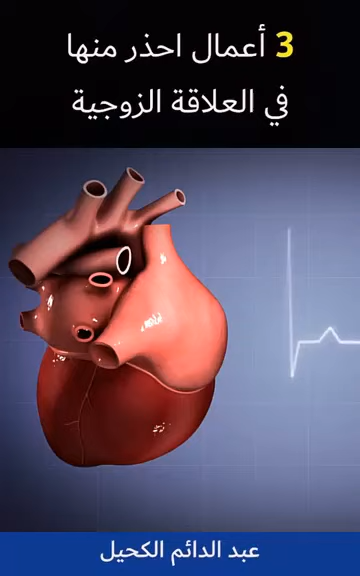 3 أعمال احذر منها
في العلاقة الزوجية
عبد الدائم الكحيل